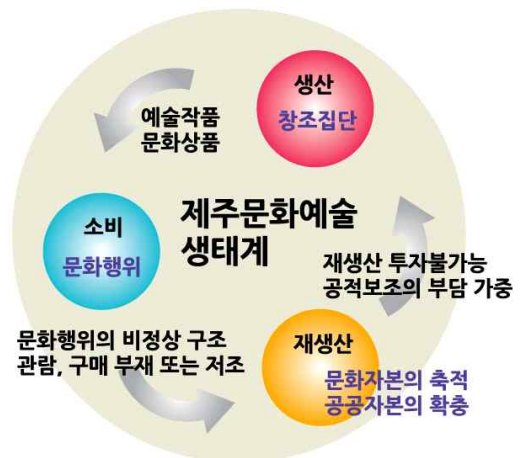 생산
창조집단
예술작품
문화상품
제주문화예술
생태계
소비
문화행위
재생산 투자불가능
공적보조의 부담 가중
문화행위의 비정상 구조
관람, 구매 부재 또는 저조
재생산
문화자본의 축적
공공자본의 확충